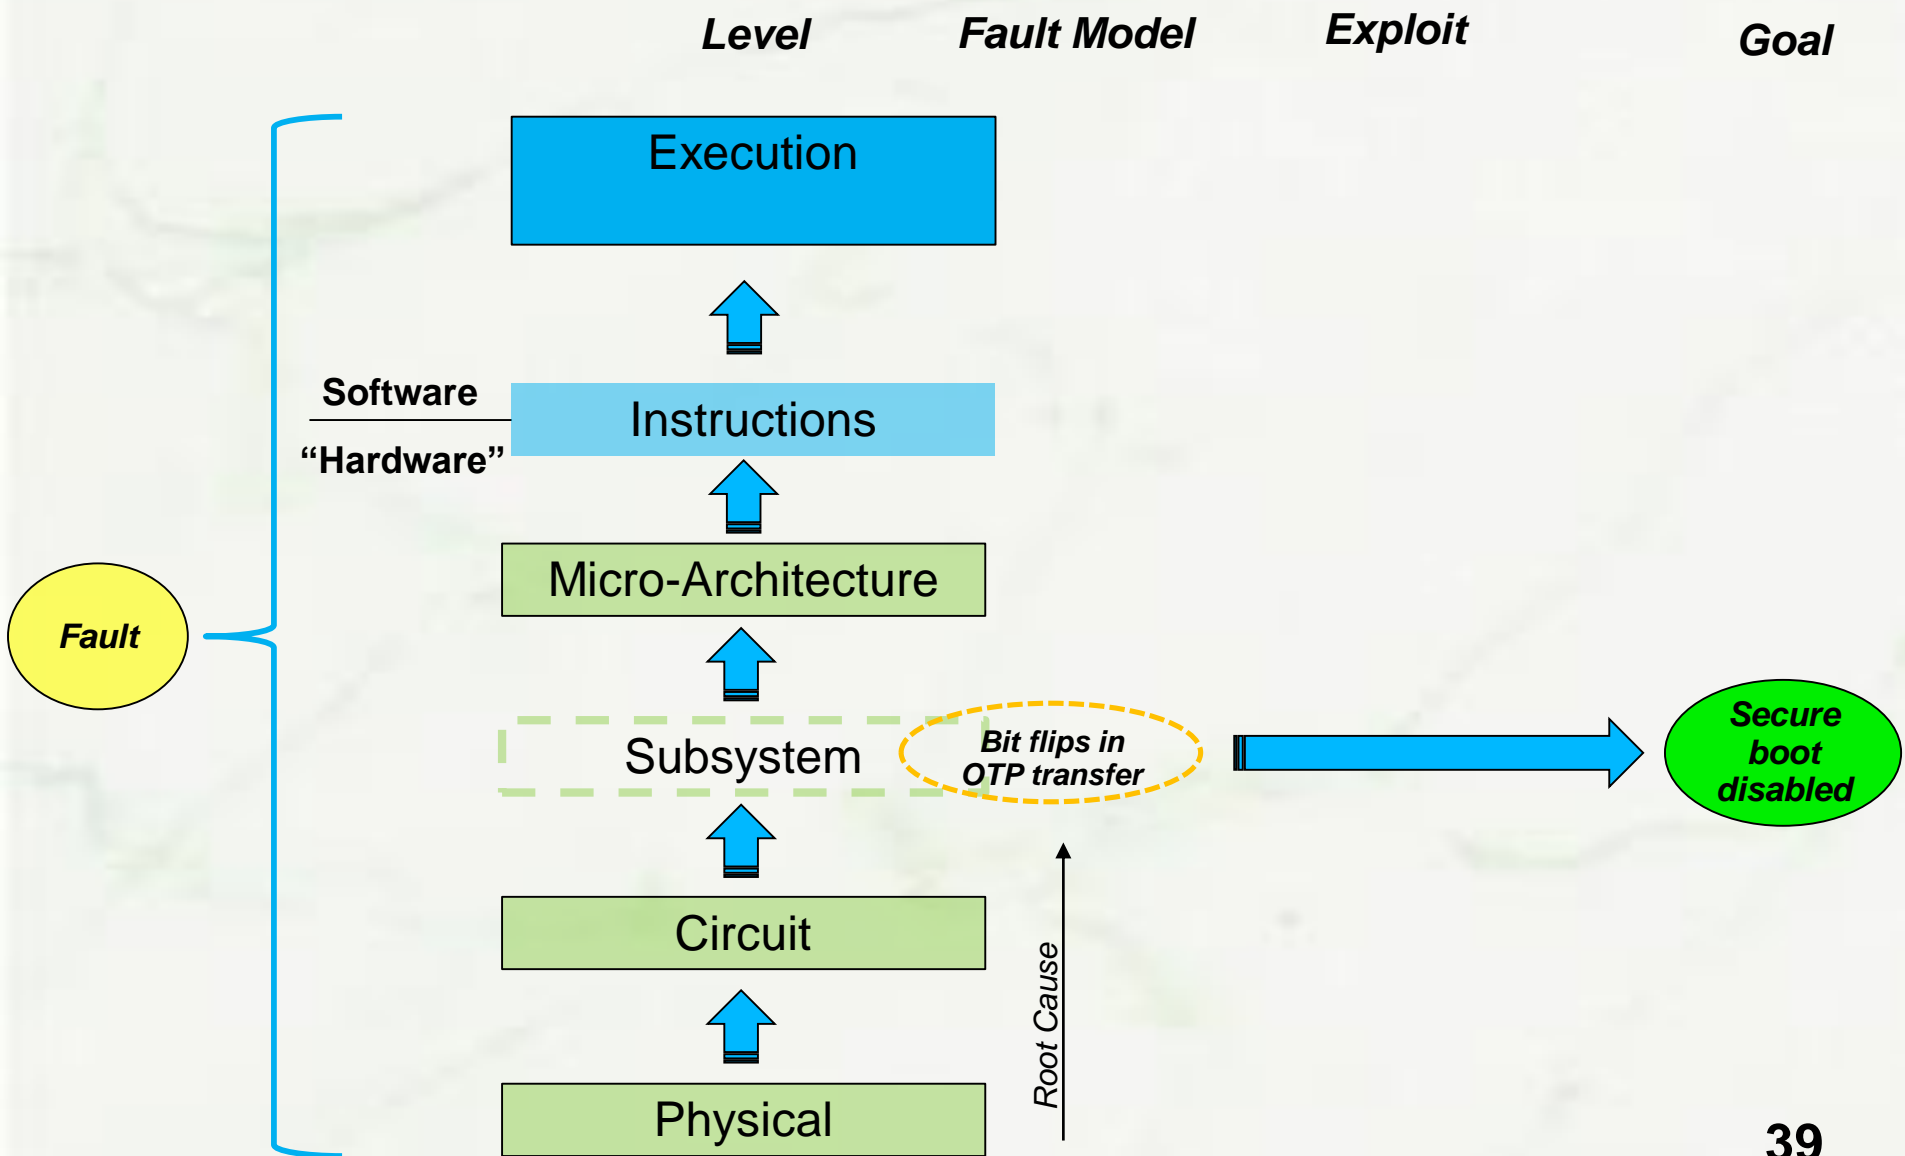 Level Fault Model Exploit Goal
Execution
Software
Instructions
“Hardware”
Micro-Architecture
Fault
Subsystem
Bit flips in
OTP transfer
Secure
boot
disabled
Circuit
Root Cause
Physical
39